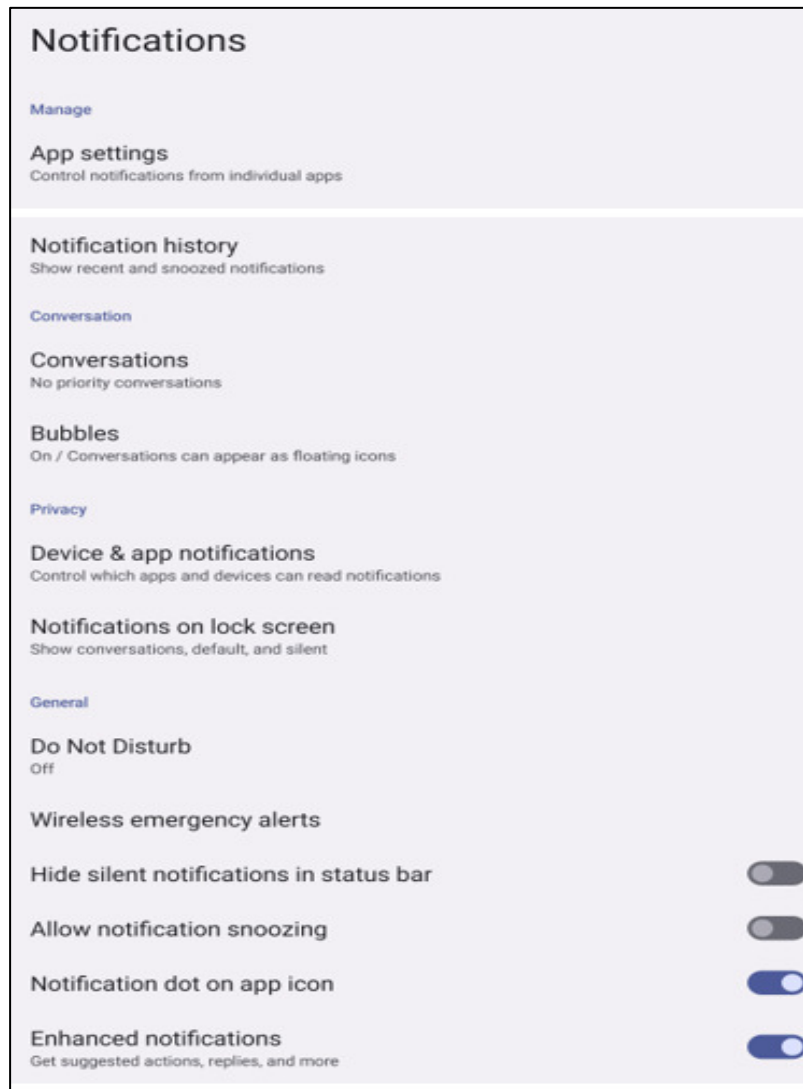 Notifications
Manage
App settings
Control notifications from individual apps
Notification history
Show recent and snoozed notifications
Conversation
Conversations
No priority conversations
Bubbles
On / Conversations can appear as floating icons
Privacy
Device & app notifications
Control which apps and devices can read notifications
Notifications on lock screen
Show conversations, default, and silent
General
Do Not Disturb
Off
Wireless emergency alerts
Hide silent notifications in status bar
Allow notification snoozing
Notification dot on app icon
Enhanced notifications
Get suggested actions, replies, and more